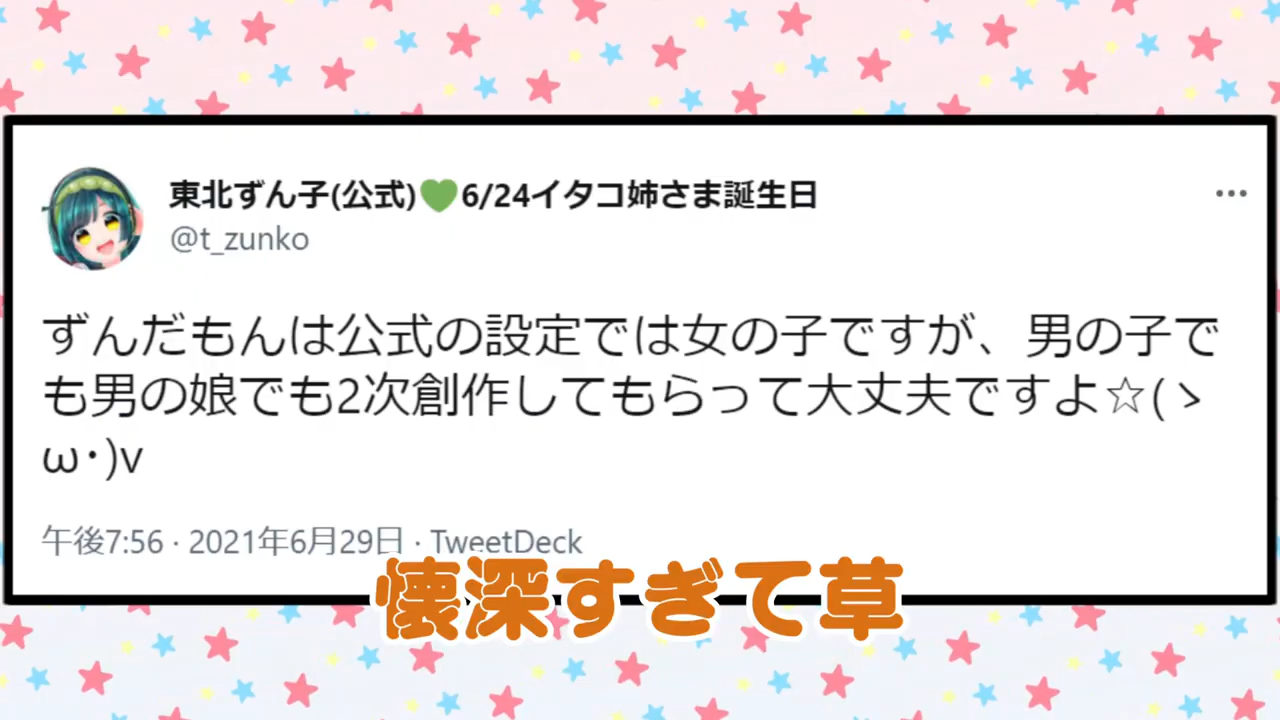 東北ずん子(公式)💚6/24イタコ姉さま誕生日
@t_zunko
ずんだもんは公式の設定では女の子ですが、男の子で
も男の娘でも2次創作してもらって大丈夫ですよ☆(ゝ
ω･)v
午後7:56 · 2021年6月29日 · TweetDeck
懐深すぎて草